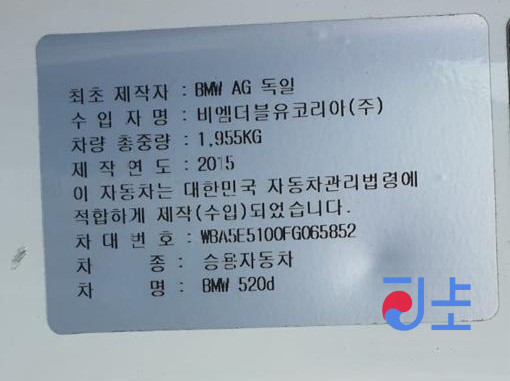 최초 제작자 : BMW AG 독일
수 입 자 명 : 비엠더블유코리아(주)
차량 총중량 : 1,955KG
제 작 연 도 : 2015
이 자동차는 대한민국 자동차관리법령에
적합하게 제작(수입)되었습니다.
차 대 번 호 : WBA5E5100FG065852
차 종 : 승용자동차
차 명 : BMW 520d